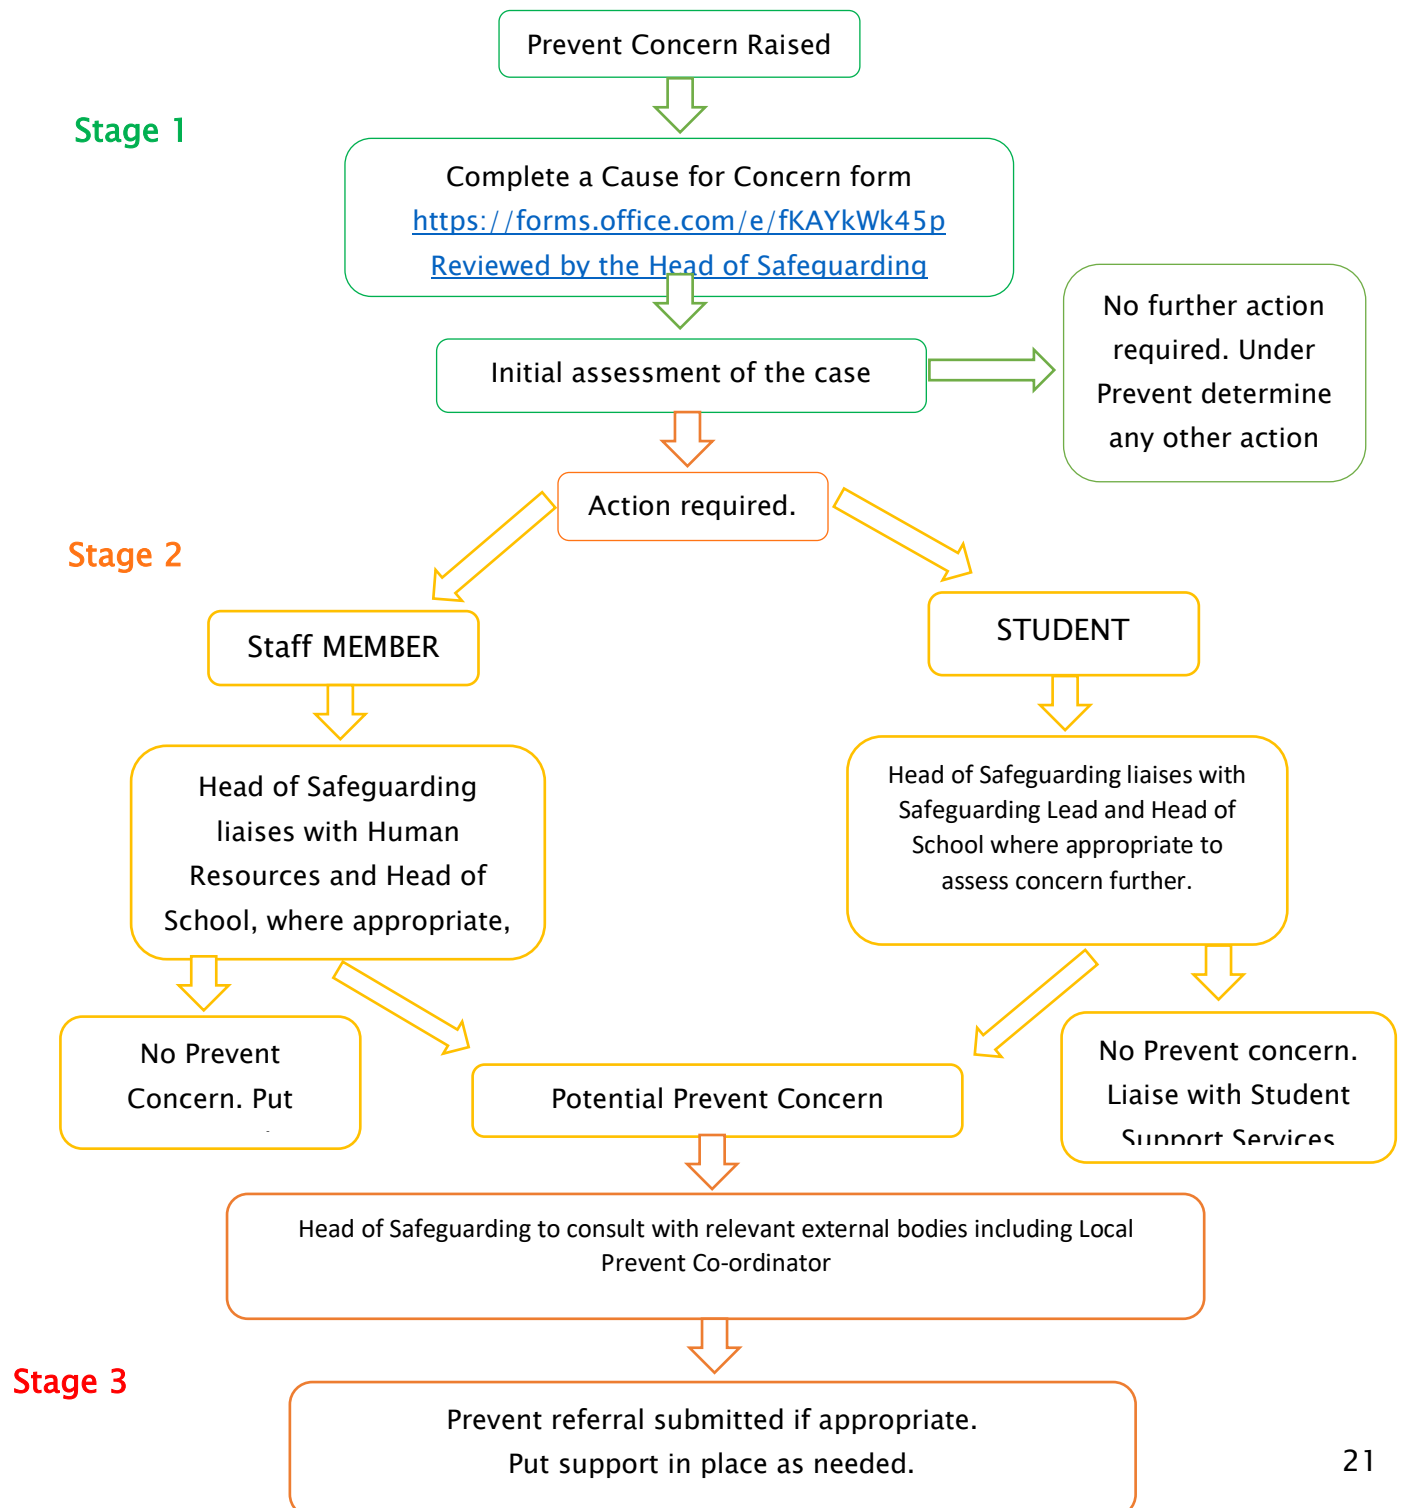 Prevent Concern Raised
Stage 1
Complete a Cause for Concern form
https://forms.office.com/e/fKAYkWk45p
Reviewed by the Head of Safeguarding
No further action
required. Under
Prevent determine
any other action
Initial assessment of the case
Action required.
Stage 2
Staff MEMBER
STUDENT
Head of Safeguarding
liaises with Human
Resources and Head of
School, where appropriate,
Head of Safeguarding liaises with
Safeguarding Lead and Head of
School where appropriate to
assess concern further.
No Prevent
Concern. Put
Potential Prevent Concern
No Prevent concern.
Liaise with Student
Support Services
Head of Safeguarding to consult with relevant external bodies including Local
Prevent Co-ordinator
Stage 3
Prevent referral submitted if appropriate.
Put support in place as needed.
21